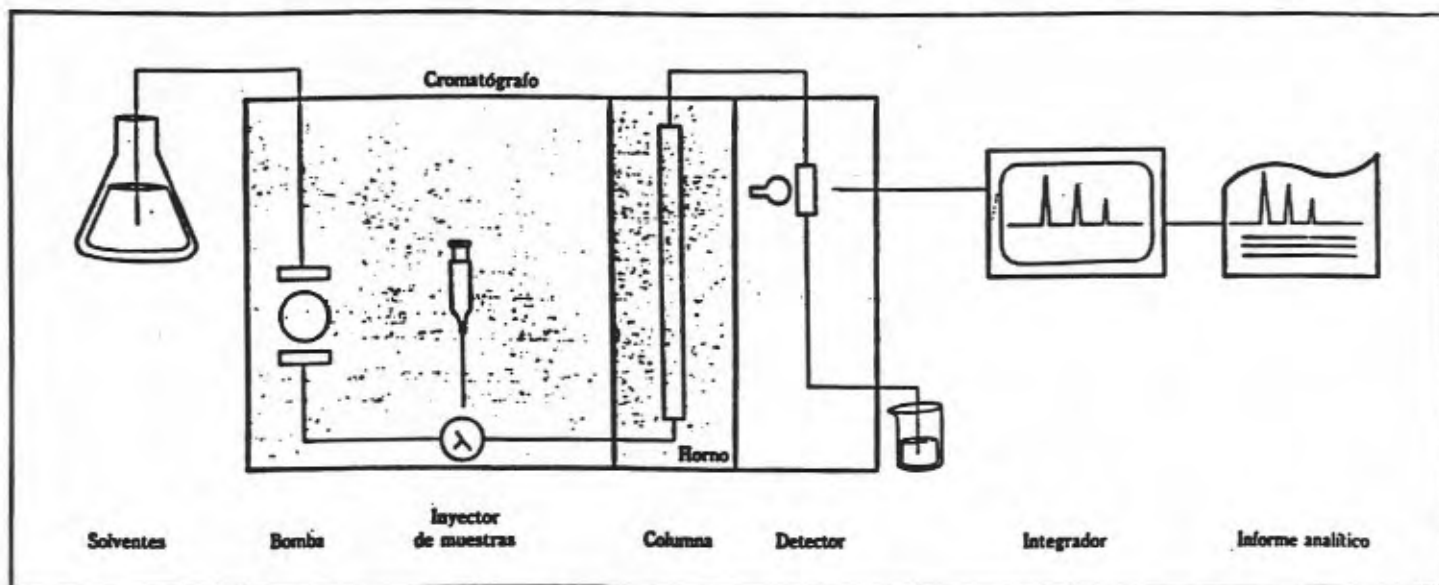 Cromatógrafo
λ
Horno
Solventes
Bomba
Inyector
de muestras
Columna
Detector
Integrador
Informe analítico